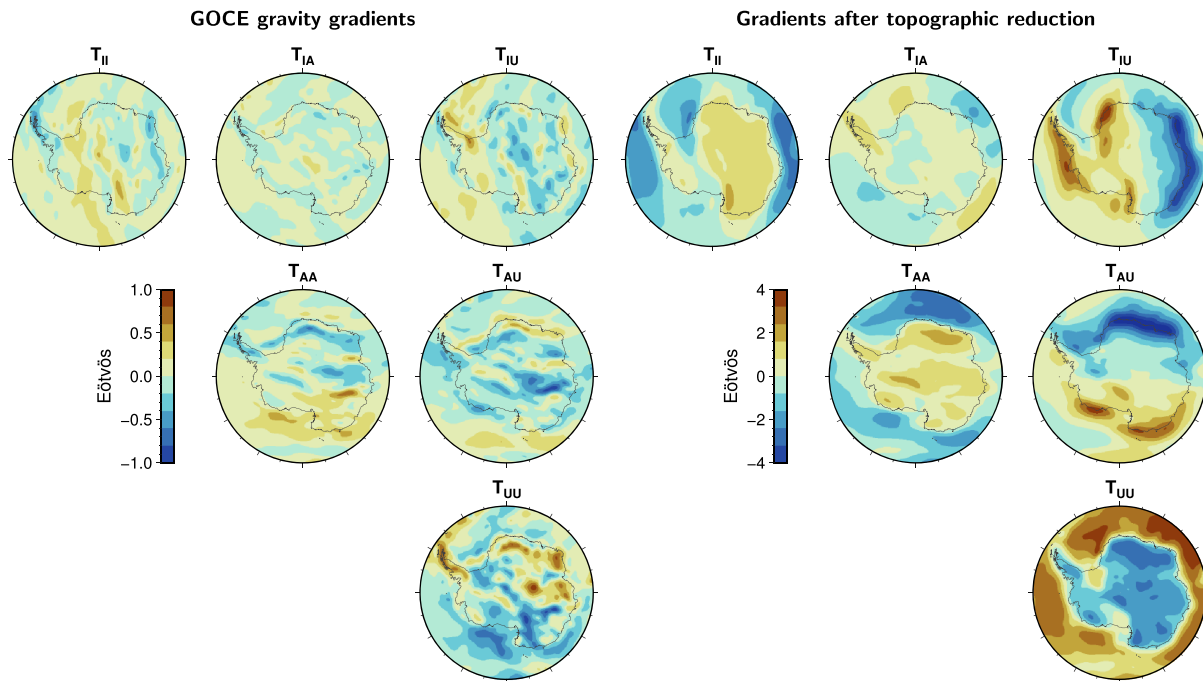 GOCE gravity gradients
Gradients after topographic reduction
T_II
T_IA
T_IU
T_II
T_IA
T_IU
T_AA
T_AU
T_AA
T_AU
1.0
0.5
0.0
−0.5
−1.0
Eötvös
4
2
0
−2
−4
Eötvös
T_UU
T_UU